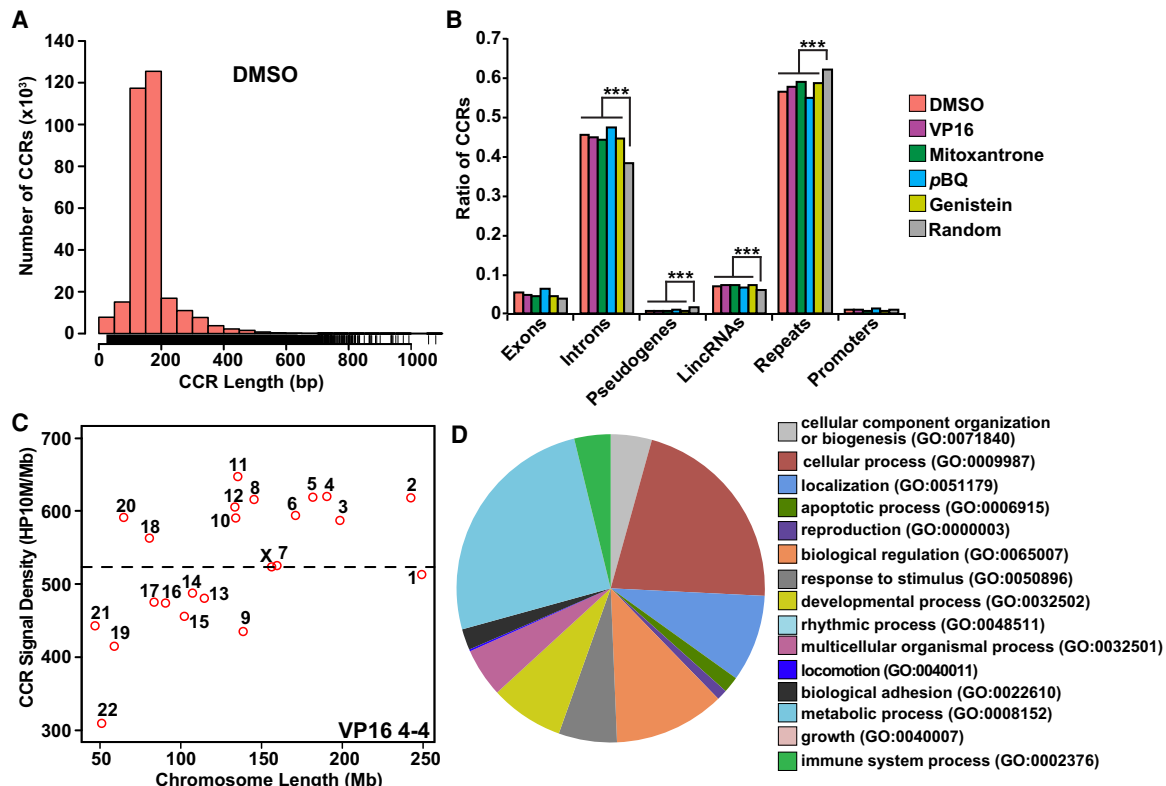 A
140
120
100
80
60
40
20
0
Number of CCRs (x10³)
DMSO
0
200
400
600
800
1000
CCR Length (bp)
B
0.7
0.6
0.5
0.4
0.3
0.2
0.1
0
Ratio of CCRs
***
***
***
***
Exons
Introns
Pseudogenes
LincRNAs
Repeats
Promoters
DMSO
VP16
Mitoxantrone
pBQ
Genistein
Random
C
700
600
500
400
300
CCR Signal Density (HP10M/Mb)
11
20
12
8
5
4
2
10
6
3
18
X
7
1
17
16
14
13
15
9
21
19
22
VP16 4-4
50
100
150
200
250
Chromosome Length (Mb)
D
cellular component organization
or biogenesis (GO:0071840)
cellular process (GO:0009987)
localization (GO:0051179)
apoptotic process (GO:0006915)
reproduction (GO:0000003)
biological regulation (GO:0065007)
response to stimulus (GO:0050896)
developmental process (GO:0032502)
rhythmic process (GO:0048511)
multicellular organismal process (GO:0032501)
locomotion (GO:0040011)
biological adhesion (GO:0022610)
metabolic process (GO:0008152)
growth (GO:0040007)
immune system process (GO:0002376)